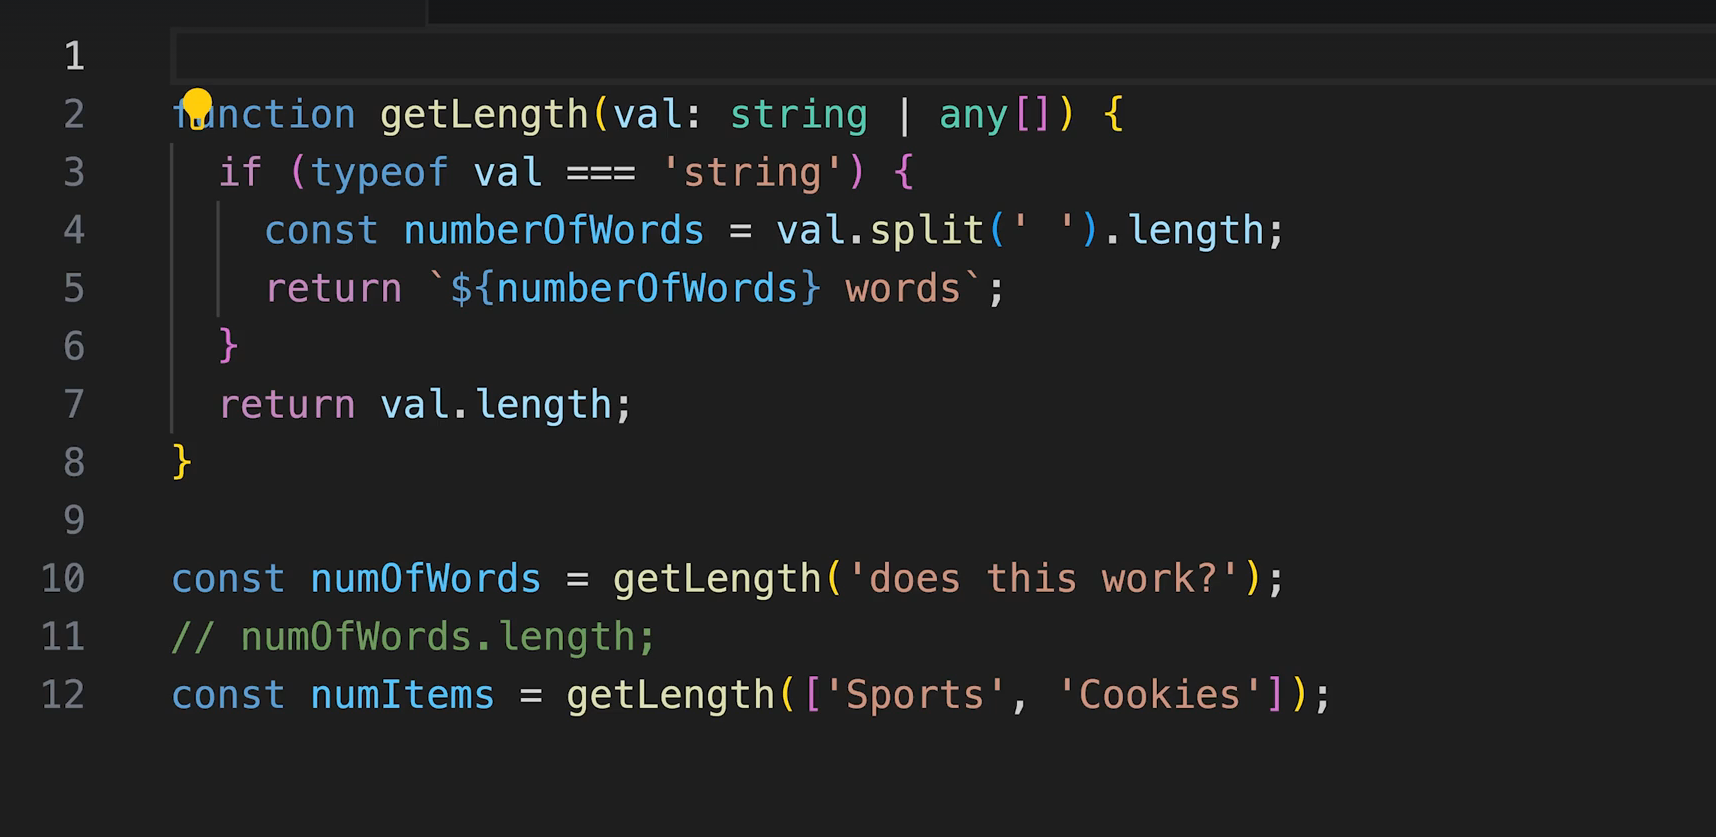 1
2 function getLength(val: string | any[]) {
3 if (typeof val === 'string') {
4 const numberOfWords = val.split(' ').length;
5 return `${numberOfWords} words`;
6 }
7 return val.length;
8 }
9
10 const numOfWords = getLength('does this work?');
11 // numOfWords.length;
12 const numItems = getLength(['Sports', 'Cookies']);